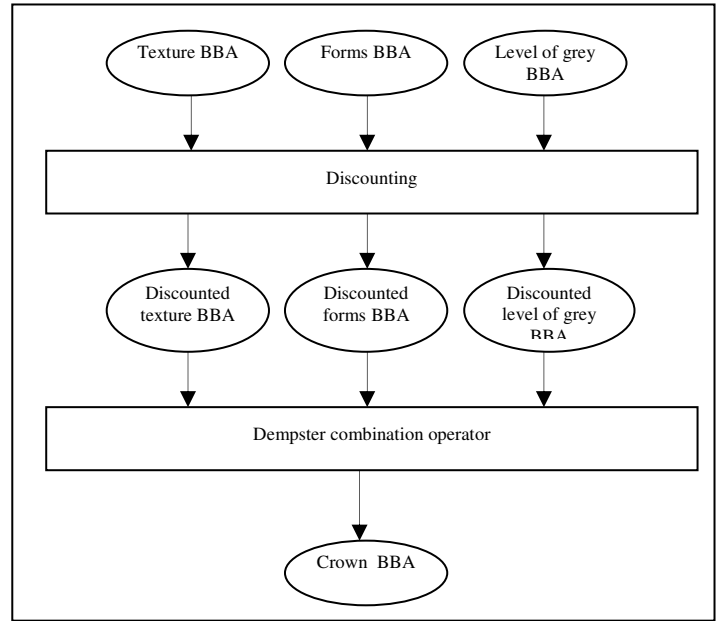 Texture BBA
Forms BBA
Level of grey
BBA
Discounting
Discounted
texture BBA
Discounted
forms BBA
Discounted
level of grey
BBA
Dempster combination operator
Crown BBA